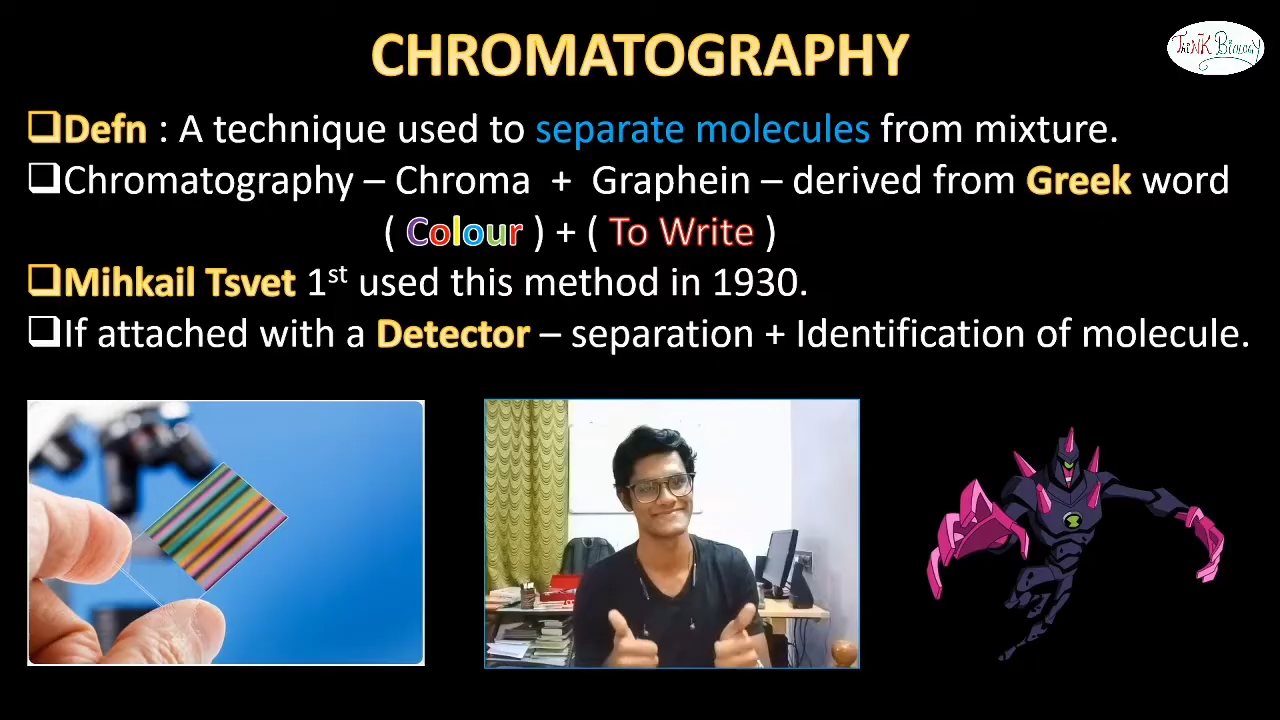 CHROMATOGRAPHY
ThiNK Biology
❑Defn : A technique used to separate molecules from mixture.
❑Chromatography – Chroma + Graphein – derived from Greek word
( Colour ) + ( To Write )
❑Mihkail Tsvet 1st used this method in 1930.
❑If attached with a Detector – separation + Identification of molecule.